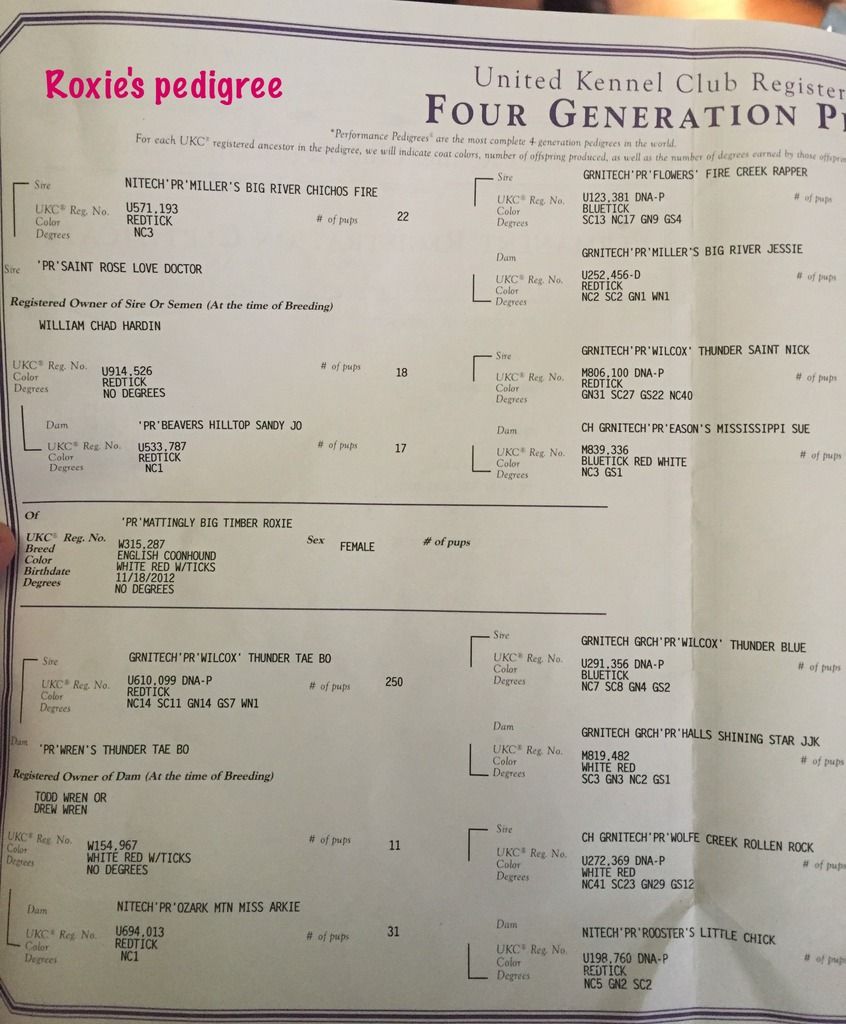 Roxie's pedigree
United Kennel Club Register
FOUR GENERATION P
*Performance Pedigrees® are the most complete 4 generation pedigrees in the world.
For each UKC® registered ancestor in the pedigree, we will indicate coat colors, number of offspring produced, as well as the number of degrees earned by those
Sire NITECH'PR'MILLER'S BIG RIVER CHICHOS FIRE
UKC® Reg. No. U571,193
Color REDTICK # of pups 22
Degrees NC3
Sire 'PR'SAINT ROSE LOVE DOCTOR
Registered Owner of Sire Or Semen (At the time of Breeding)
WILLIAM CHAD HARDIN
UKC® Reg. No. U914,526 # of pups 18
Color REDTICK
Degrees NO DEGREES
Dam 'PR'BEAVERS HILLTOP SANDY JO
UKC® Reg. No. U533,787 # of pups 17
Color REDTICK
Degrees NC1
Sire GRNITECH'PR'FLOWERS' FIRE CREEK RAPPER
UKC® Reg. No. U123,381 DNA-P # of pups
Color BLUETICK
Degrees SC13 NC17 GN9 GS4
Dam GRNITECH'PR'MILLER'S BIG RIVER JESSIE
UKC® Reg. No. U252,456-D # of pups
Color REDTICK
Degrees NC2 SC2 GN1 WN1
Sire GRNITECH'PR'WILCOX' THUNDER SAINT NICK
UKC® Reg. No. M806,100 DNA-P # of pups
Color REDTICK
Degrees GN31 SC27 GS22 NC40
Dam CH GRNITECH'PR'EASON'S MISSISSIPPI SUE
UKC® Reg. No. M839,336 # of pups
Color BLUETICK RED WHITE
Degrees NC3 GS1
Of 'PR'MATTINGLY BIG TIMBER ROXIE
UKC® Reg. No. W315,287 Sex FEMALE # of pups
Breed ENGLISH COONHOUND
Color WHITE RED W/TICKS
Birthdate 11/18/2012
Degrees NO DEGREES
Sire GRNITECH'PR'WILCOX' THUNDER TAE BO
UKC® Reg. No. U610,099 DNA-P # of pups 250
Color REDTICK
Degrees NC14 SC11 GN14 GS7 WN1
Dam 'PR'WREN'S THUNDER TAE BO
Registered Owner of Dam (At the time of Breeding)
TODD WREN OR
DREW WREN
UKC® Reg. No. W154,967 # of pups 11
Color WHITE RED W/TICKS
Degrees NO DEGREES
Dam NITECH'PR'OZARK MTN MISS ARKIE
UKC® Reg. No. U694,013 # of pups 31
Color REDTICK
Degrees NC1
Sire GRNITECH GRCH'PR'WILCOX' THUNDER BLUE
UKC® Reg. No. U291,356 DNA-P # of pups
Color BLUETICK
Degrees NC7 SC8 GN4 GS2
Dam GRNITECH GRCH'PR'HALLS SHINING STAR JJK
UKC® Reg. No. M819,482 # of pups
Color WHITE RED
Degrees SC3 GN3 NC2 GS1
Sire CH GRNITECH'PR'WOLFE CREEK ROLLEN ROCK
UKC® Reg. No. U272,369 DNA-P # of pups
Color WHITE RED
Degrees NC41 SC23 GN29 GS12
Dam NITECH'PR'ROOSTER'S LITTLE CHICK
UKC® Reg. No. U198,760 DNA-P # of pups
Color REDTICK
Degrees NC5 GN2 SC2